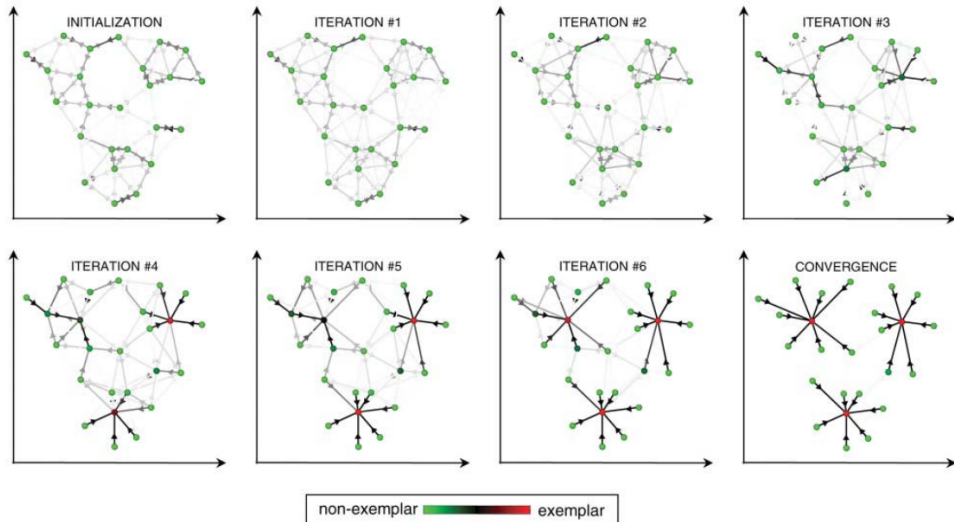 INITIALIZATION
ITERATION #1
ITERATION #2
ITERATION #3
ITERATION #4
ITERATION #5
ITERATION #6
CONVERGENCE
non-exemplar
exemplar